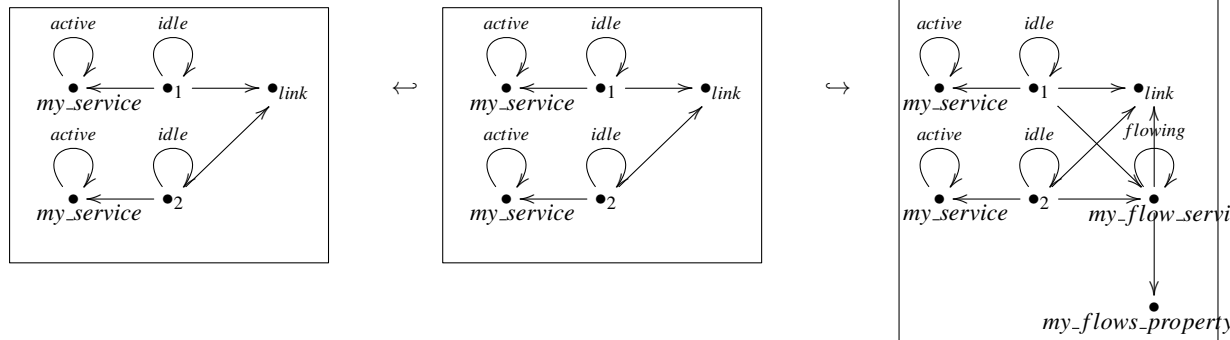 active idle
1 link
my_service
active idle
2
my_service
active idle
1 link
my_service
active idle
2
my_service
active idle
1 link
my_service
active idle flowing
2
my_service my_flow_servi
my_flows_property